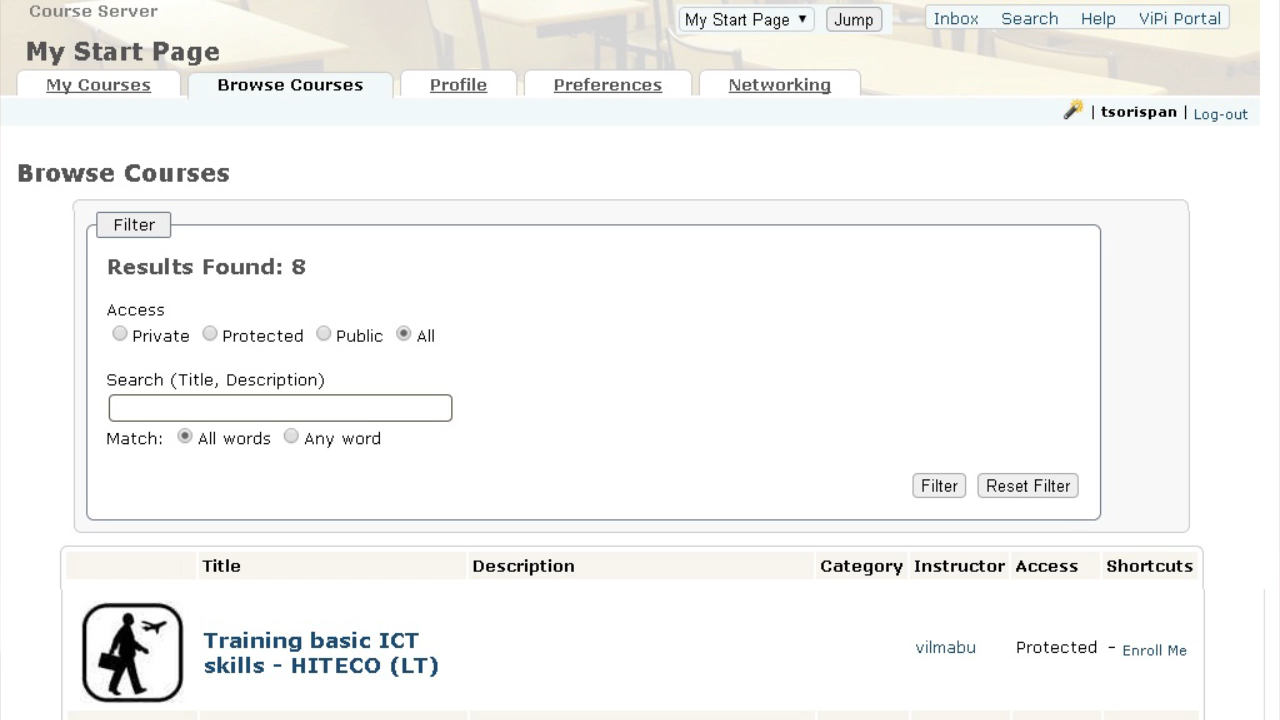 Course Server
My Start Page ▼ Jump Inbox Search Help ViPi Portal
My Start Page
My Courses Browse Courses Profile Preferences Networking
| tsorispan | Log-out
Browse Courses
Filter
Results Found: 8
Access
Private Protected Public All
Search (Title, Description)
Match: All words Any word
Filter Reset Filter
Title Description Category Instructor Access Shortcuts
Training basic ICT
skills - HITECO (LT)
vilmabu Protected - Enroll Me